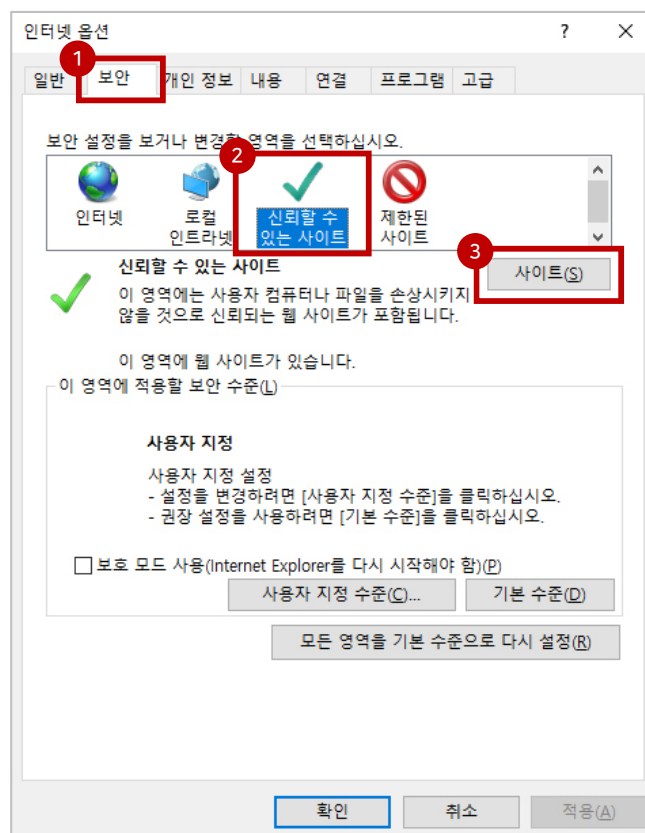 인터넷 옵션 ? ×
1
일반 보안 개인 정보 내용 연결 프로그램 고급
보안 설정을 보거나 변경할 영역을 선택하십시오.
2
인터넷
로컬
인트라넷
신뢰할 수
있는 사이트
제한된
사이트
3
신뢰할 수 있는 사이트
사이트(S)
이 영역에는 사용자 컴퓨터나 파일을 손상시키지
않을 것으로 신뢰되는 웹 사이트가 포함됩니다.
이 영역에 웹 사이트가 있습니다.
이 영역에 적용할 보안 수준(L)
사용자 지정
사용자 지정 설정
- 설정을 변경하려면 [사용자 지정 수준]을 클릭하십시오.
- 권장 설정을 사용하려면 [기본 수준]을 클릭하십시오.
보호 모드 사용(Internet Explorer를 다시 시작해야 함)(P)
사용자 지정 수준(C)... 기본 수준(D)
모든 영역을 기본 수준으로 다시 설정(R)
확인 취소 적용(A)